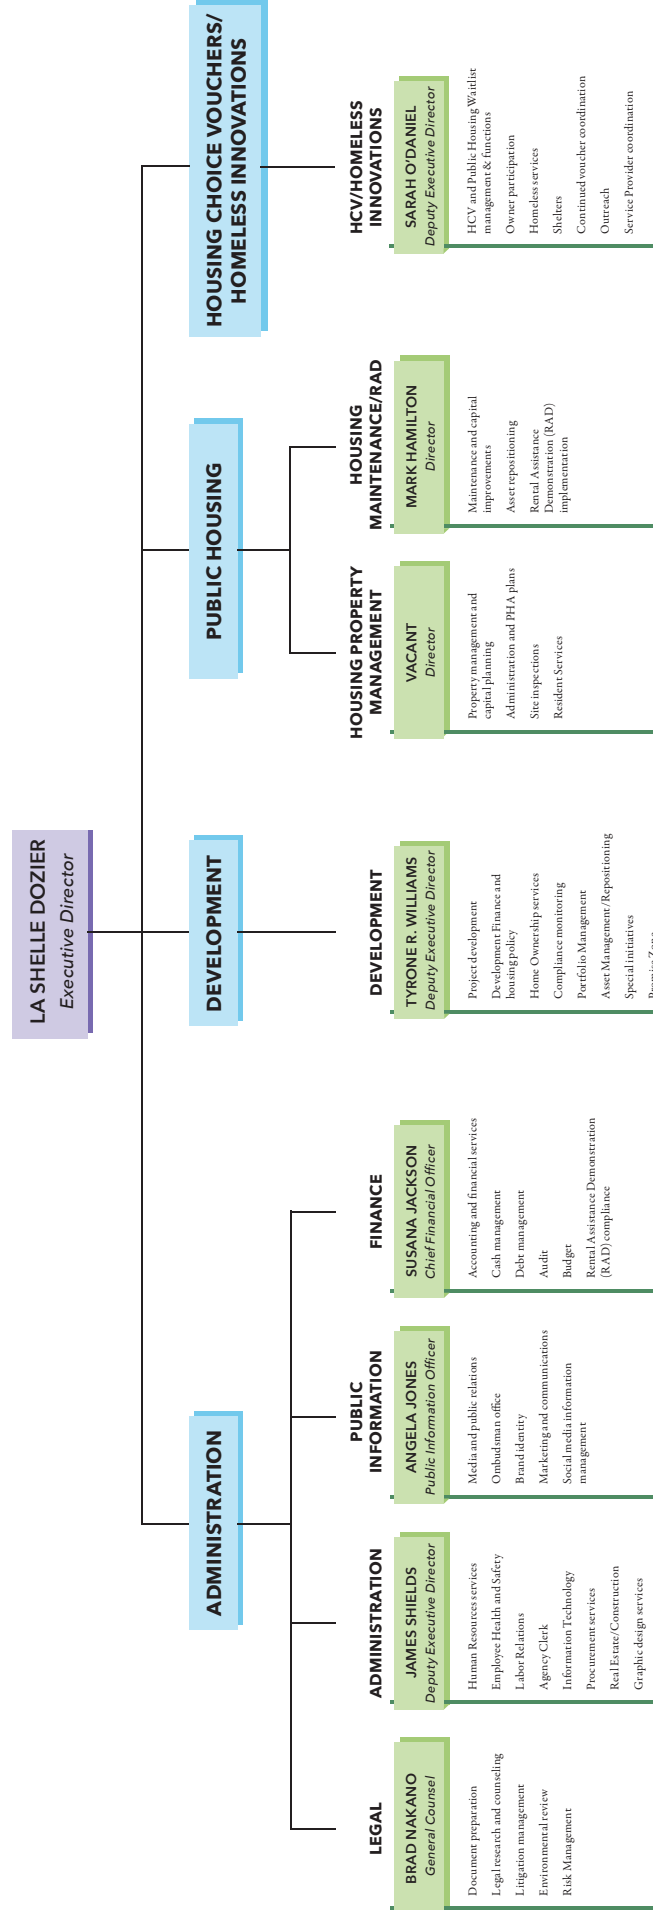 LA SHELLE DOZIER
Executive Director
ADMINISTRATION
DEVELOPMENT
PUBLIC HOUSING
HOUSING CHOICE VOUCHERS/
HOMELESS INNOVATIONS
LEGAL
BRAD NAKANO
General Counsel
Document preparation
Legal research and counseling
Litigation management
Environmental review
Risk Management
ADMINISTRATION
JAMES SHIELDS
Deputy Executive Director
Human Resources services
Employee Health and Safety
Labor Relations
Agency Clerk
Information Technology
Procurement services
Real Estate/Construction
Graphic design services
PUBLIC
INFORMATION
ANGELA JONES
Public Information Officer
Media and public relations
Ombudsman office
Brand identity
Marketing and communications
Social media information
management
FINANCE
SUSANA JACKSON
Chief Financial Officer
Accounting and financial services
Cash management
Debt management
Audit
Budget
Rental Assistance Demonstration
(RAD) compliance
DEVELOPMENT
TYRONE R. WILLIAMS
Deputy Executive Director
Project development
Development Finance and
housing policy
Home Ownership services
Compliance monitoring
Portfolio Management
Asset Management/Repositioning
Special initiatives
HOUSING PROPERTY
MANAGEMENT
VACANT
Director
Property management and
capital planning
Administration and PHA plans
Site inspections
Resident Services
HOUSING
MAINTENANCE/RAD
MARK HAMILTON
Director
Maintenance and capital
improvements
Asset repositioning
Rental Assistance
Demonstration (RAD)
implementation
HCV/HOMELESS
INNOVATIONS
SARAH O'DANIEL
Deputy Executive Director
HCV and Public Housing Waitlist
management & functions
Owner participation
Homeless services
Shelters
Continued voucher coordination
Outreach
Service Provider coordination